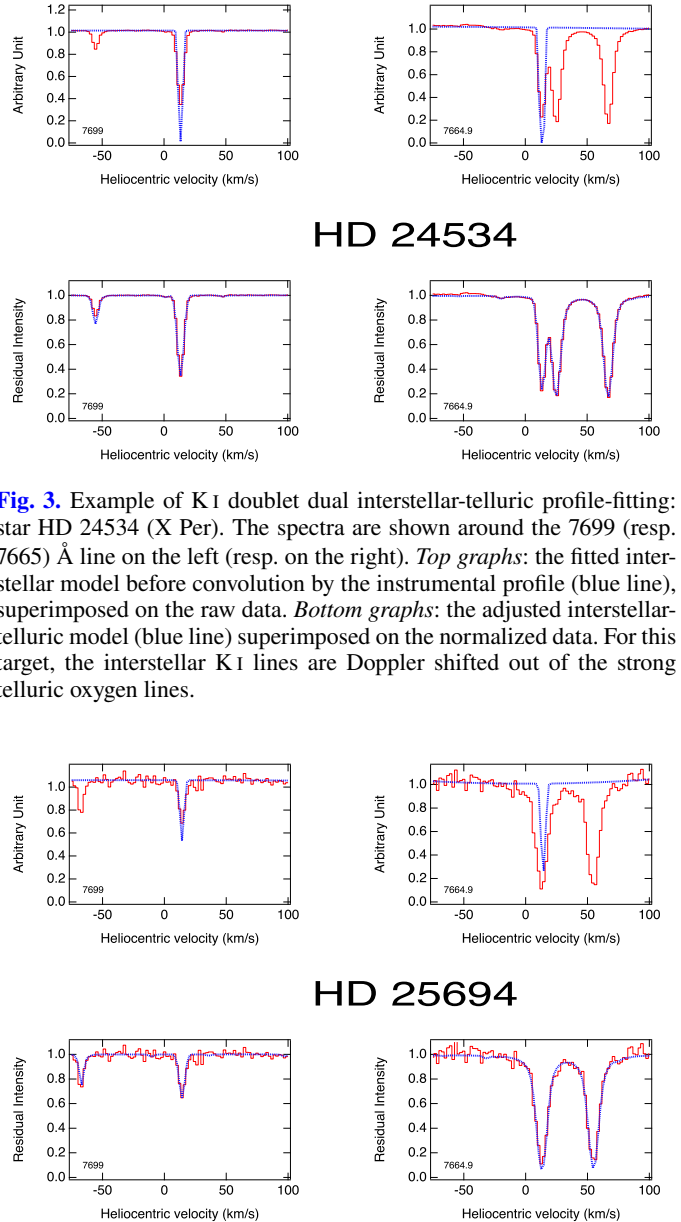 1.2
1.0
0.8
0.6
0.4
0.2
0.0
Arbitrary Unit
7699
-50 0 50 100
Heliocentric velocity (km/s)
1.0
0.8
0.6
0.4
0.2
0.0
Arbitrary Unit
7664.9
-50 0 50 100
Heliocentric velocity (km/s)
HD 24534
1.0
0.8
0.6
0.4
0.2
0.0
Residual Intensity
7699
-50 0 50 100
Heliocentric velocity (km/s)
1.0
0.8
0.6
0.4
0.2
0.0
Residual Intensity
7664.9
-50 0 50 100
Heliocentric velocity (km/s)
Fig. 3. Example of K I doublet dual interstellar-telluric profile-fitting:
star HD 24534 (X Per). The spectra are shown around the 7699 (resp.
7665) Å line on the left (resp. on the right). Top graphs: the fitted inter-
stellar model before convolution by the instrumental profile (blue line),
superimposed on the raw data. Bottom graphs: the adjusted interstellar-
telluric model (blue line) superimposed on the normalized data. For this
target, the interstellar K I lines are Doppler shifted out of the strong
telluric oxygen lines.
1.0
0.8
0.6
0.4
0.2
0.0
Arbitrary Unit
7699
-50 0 50 100
Heliocentric velocity (km/s)
1.0
0.8
0.6
0.4
0.2
0.0
Arbitrary Unit
7664.9
-50 0 50 100
Heliocentric velocity (km/s)
HD 25694
1.0
0.8
0.6
0.4
0.2
0.0
Residual Intensity
7699
-50 0 50 100
Heliocentric velocity (km/s)
1.0
0.8
0.6
0.4
0.2
0.0
Residual Intensity
7664.9
-50 0 50 100
Heliocentric velocity (km/s)